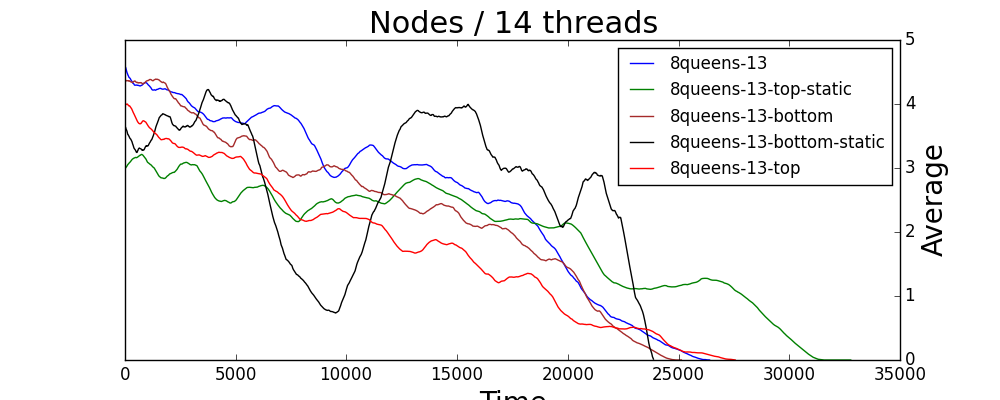 Nodes / 14 threads
8queens-13
8queens-13-top-static
8queens-13-bottom
8queens-13-bottom-static
8queens-13-top
5
4
3
2
1
0
Average
0 5000 10000 15000 20000 25000 30000 35000
Time